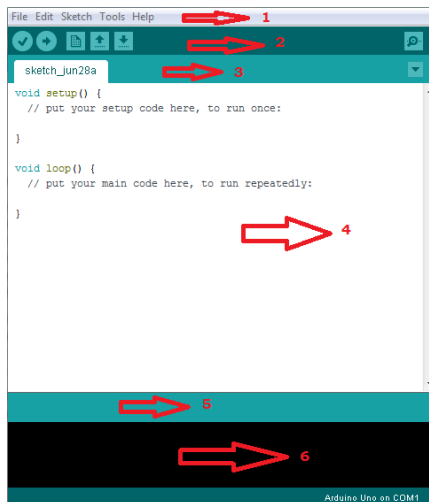 File Edit Sketch Tools Help 1
2
sketch_jun28a 3
void setup() {
// put your setup code here, to run once:
}
void loop() {
// put your main code here, to run repeatedly:
}
4
5
6
Arduino Uno on COM1